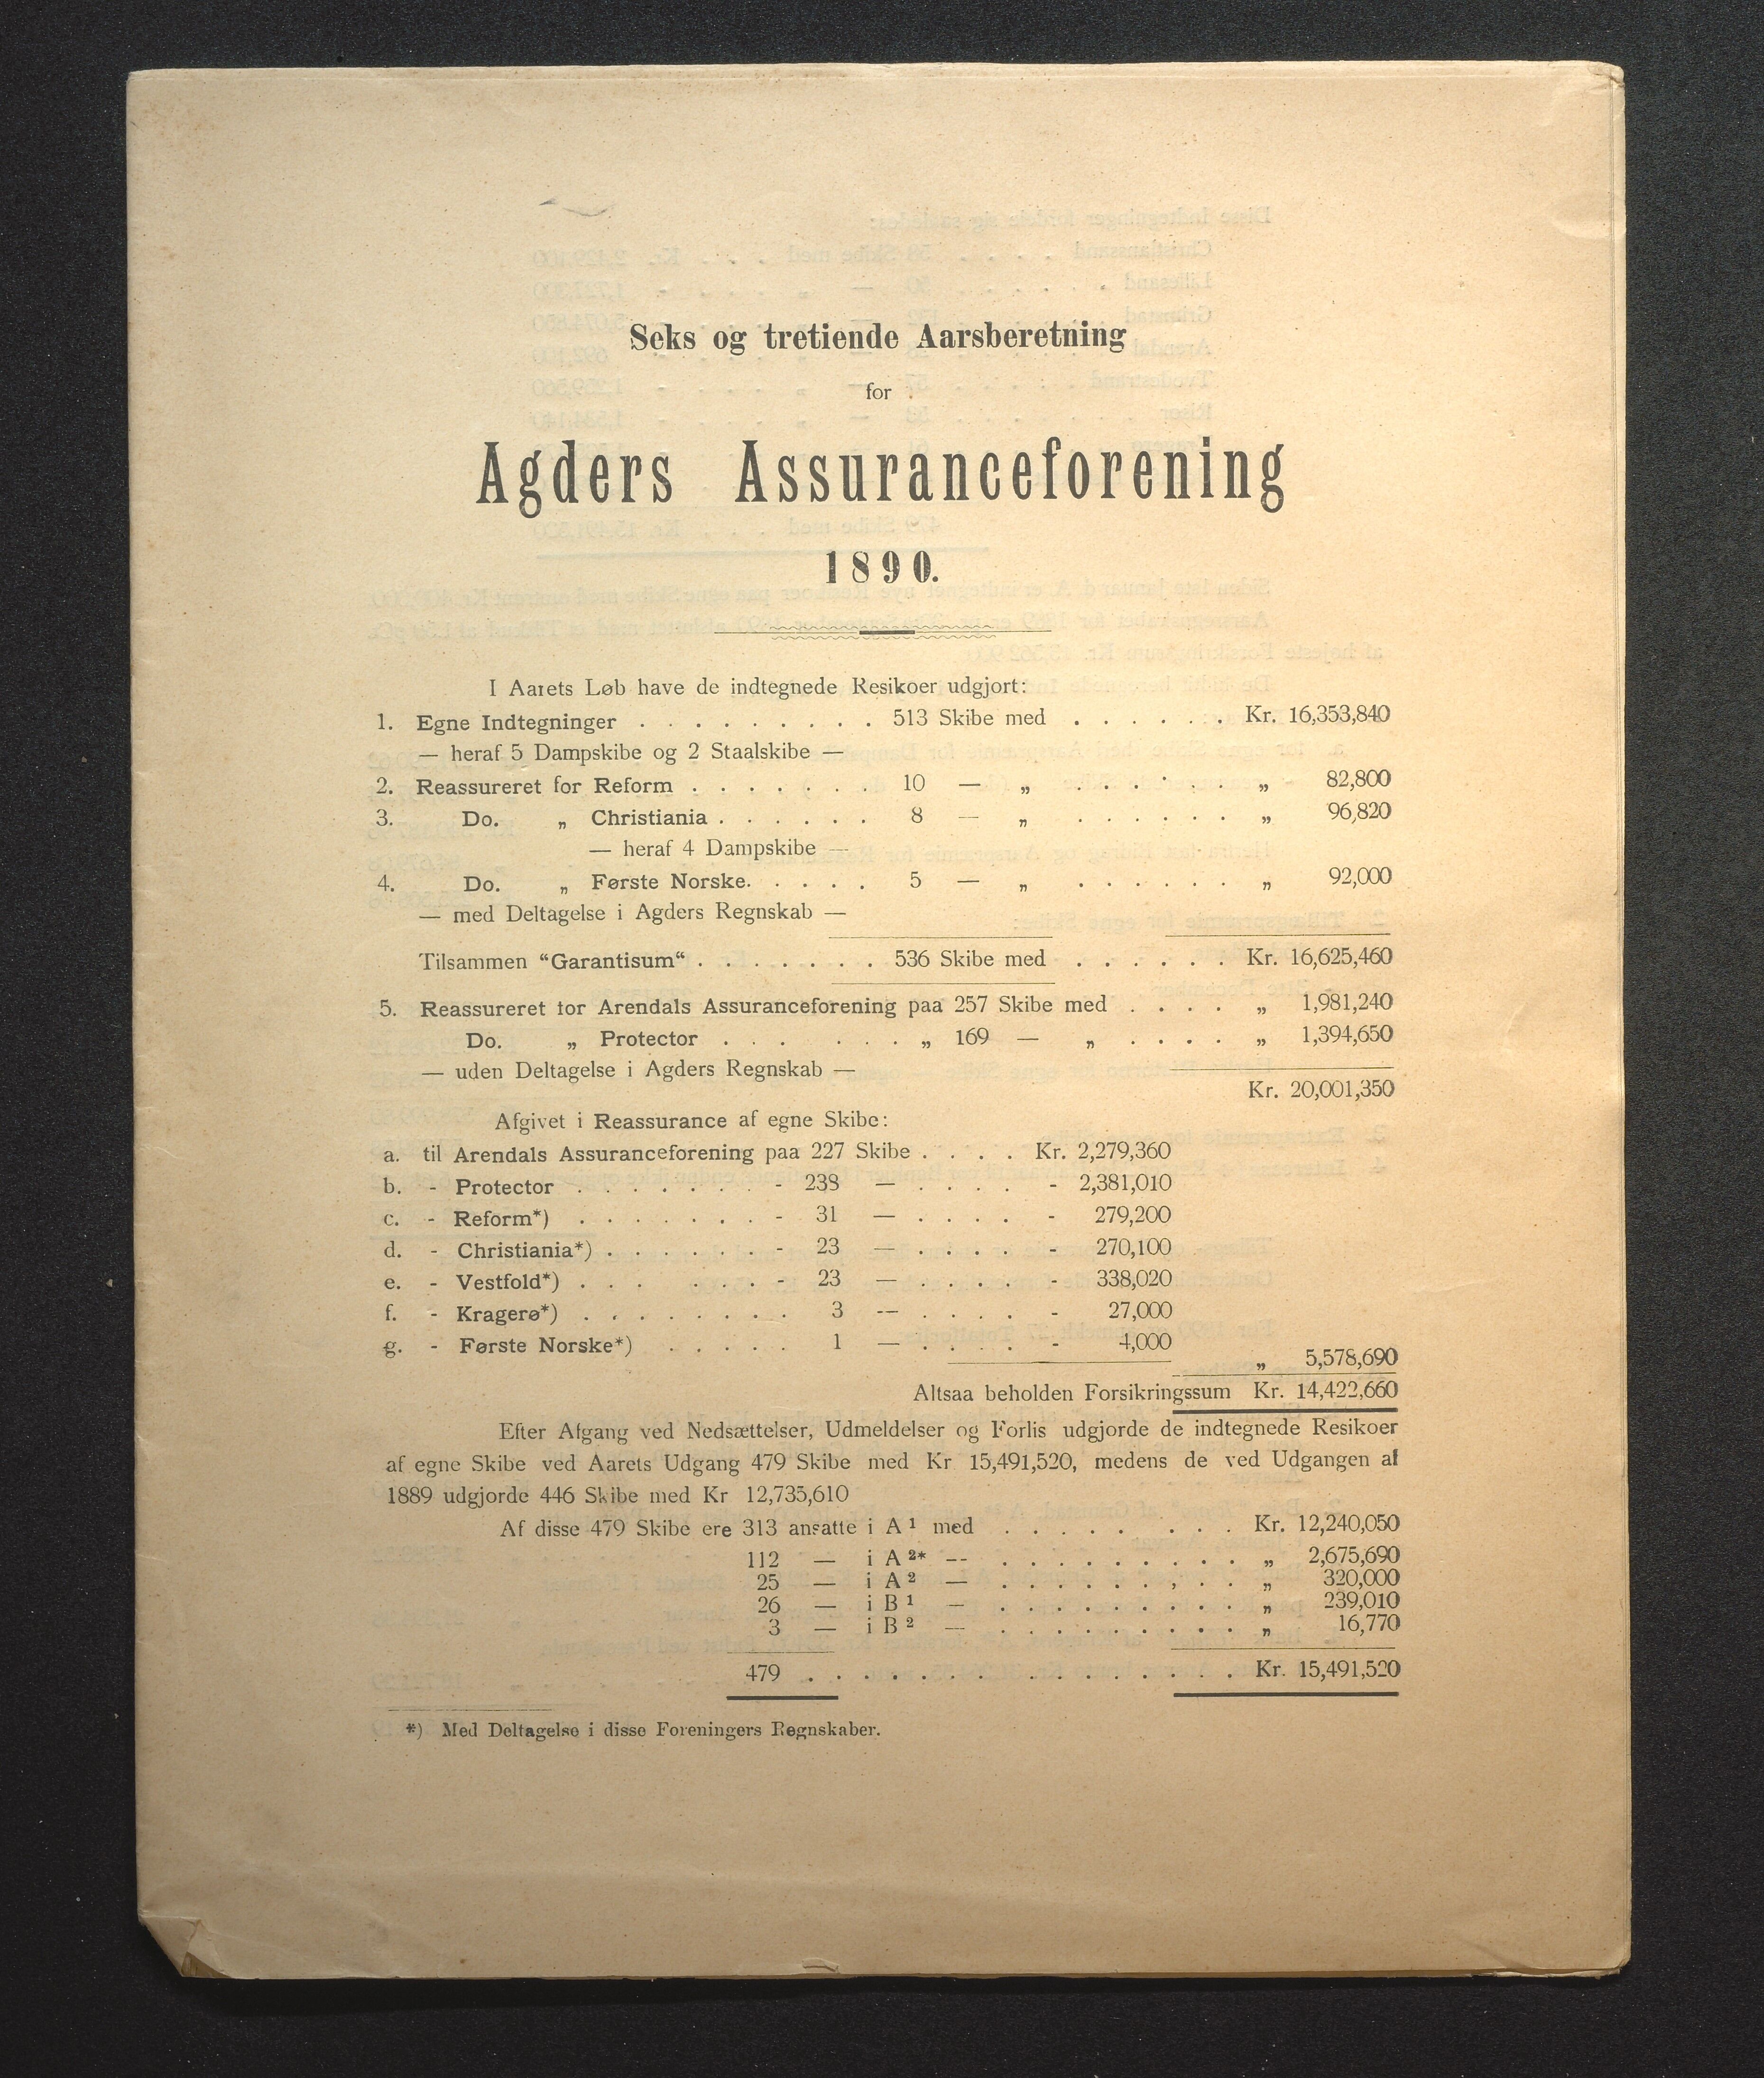 Seks og tretiende Aarsberetning
for
Agders Assuranceforening
1890.
I Aarets Løb have de indtegnede Resikoer udgjort:
1. Egne Indtegninger . . . . . . . . . 513 Skibe med . . . . . . Kr. 16,353,840
— heraf 5 Dampskibe og 2 Staalskibe —
2. Reassureret for Reform . . . . . . . 10 — „ . . . . . . „ 82,800
3. Do. „ Christiania . . . . . . 8 — „ . . . . . . „ 96,820
— heraf 4 Dampskibe —
4. Do. „ Første Norske. . . . . 5 — „ . . . . . . „ 92,000
— med Deltagelse i Agders Regnskab —
Tilsammen “Garantisum“ . . . . . . . 536 Skibe med . . . . . . Kr. 16,625,460
5. Reassureret for Arendals Assuranceforening paa 257 Skibe med . . . . „ 1,981,240
Do. „ Protector . . . . . . . „ 169 — „ . . . . „ 1,394,650
— uden Deltagelse i Agders Regnskab —
Kr. 20,001,350
Afgivet i Reassurance af egne Skibe:
a. til Arendals Assuranceforening paa 227 Skibe . . . . Kr. 2,279,360
b. - Protector . . . . . . . - 238 — . . . . - 2,381,010
c. - Reform*) . . . . . . . - 31 — . . . . - 279,200
d. - Christiania*) . . . . . . - 23 — . . . . - 270,100
e. - Vestfold*) . . . . . . . - 23 — . . . . - 338,020
f. - Kragerø*) . . . . . . . . 3 -- . . . . - 27,000
g. - Første Norske*) . . . . . 1 — . . . . - 4,000
„ 5,578,690
Altsaa beholden Forsikringssum Kr. 14,422,660
Efter Afgang ved Nedsættelser, Udmeldelser og Forlis udgjorde de indtegnede Resikoer
af egne Skibe ved Aarets Udgang 479 Skibe med Kr 15,491,520, medens de ved Udgangen af
1889 udgjorde 446 Skibe med Kr 12,735,610
Af disse 479 Skibe ere 313 ansatte i A¹ med . . . . . . . . Kr. 12,240,050
112 — i A²* -- . . . . . . . . . . „ 2,675,690
25 — i A² — . . . . . . . . . . „ 320,000
26 — i B¹ — . . . . . . . . . . „ 239,010
3 — i B² — . . . . . . . . . . „ 16,770
479 . . . . . . . . . . . . . . . . Kr. 15,491,520
*) Med Deltagelse i disse Foreningers Regnskaber.